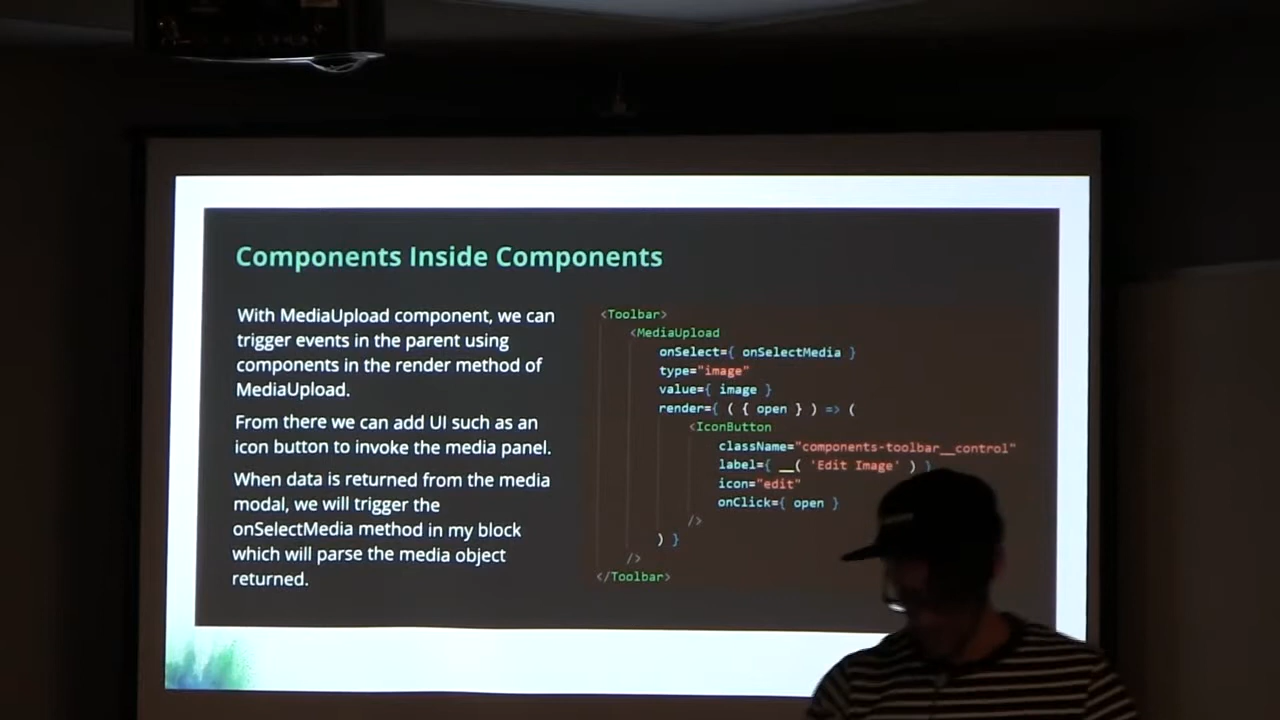 Components Inside Components
With MediaUpload component, we can
trigger events in the parent using
components in the render method of
MediaUpload.
From there we can add UI such as an
icon button to invoke the media panel.
When data is returned from the media
modal, we will trigger the
onSelectMedia method in my block
which will parse the media object
returned.
<Toolbar>
<MediaUpload
onSelect={ onSelectMedia }
type="image"
value={ image }
render={ ( { open } ) => (
<IconButton
className="components-toolbar__control"
label={ __( 'Edit Image' ) }
icon="edit"
onClick={ open }
/>
) }
/>
</Toolbar>